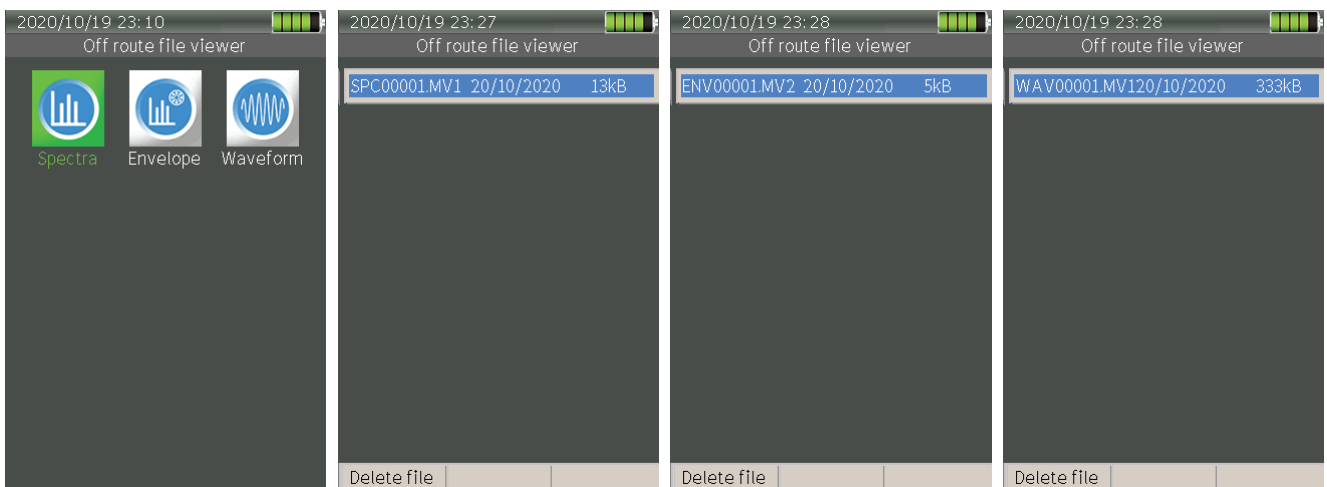 2020/10/19 23:10
Off route file viewer
Spectra Envelope Waveform
2020/10/19 23:27
Off route file viewer
SPC00001.MV1 20/10/2020 13kB
Delete file
2020/10/19 23:28
Off route file viewer
ENV00001.MV2 20/10/2020 5kB
Delete file
2020/10/19 23:28
Off route file viewer
WAV00001.MV120/10/2020 333kB
Delete file